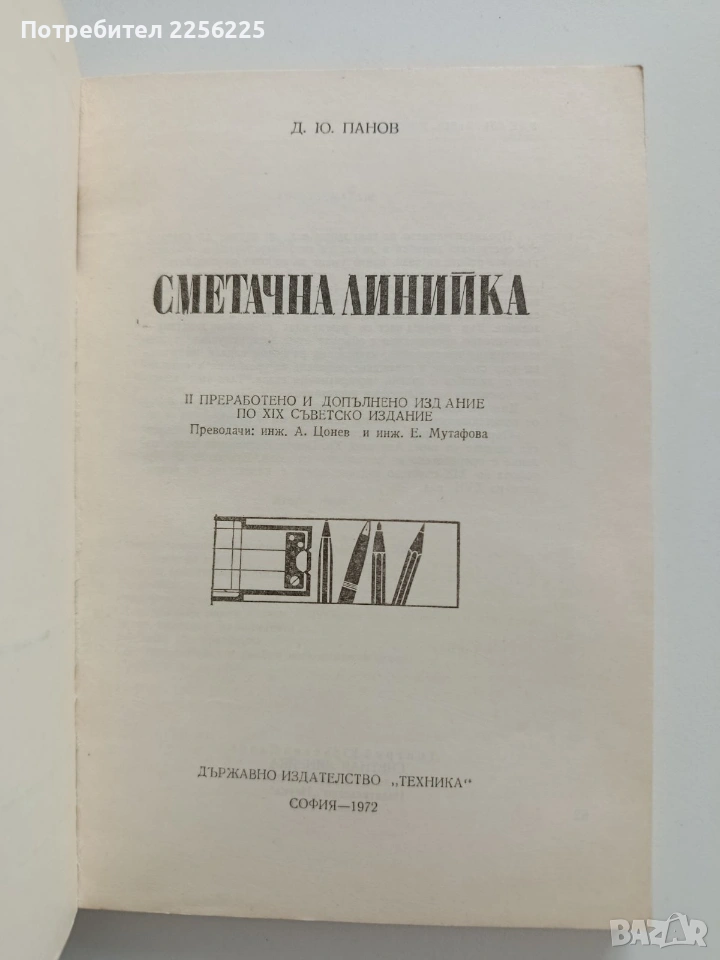 Потребител 2256225
Д. Ю. ПАНОВ
СМЕТАЧНА ЛИНИЙКА
II ПРЕРАБОТЕНО И ДОПЪЛНЕНО ИЗДАНИЕ
ПО XIX СЪВЕТСКО ИЗДАНИЕ
Преводачи: инж. А. Цонев и инж. Е. Мутафова
ДЪРЖАВНО ИЗДАТЕЛСТВО „ТЕХНИКА“
СОФИЯ—1972
BAZAR